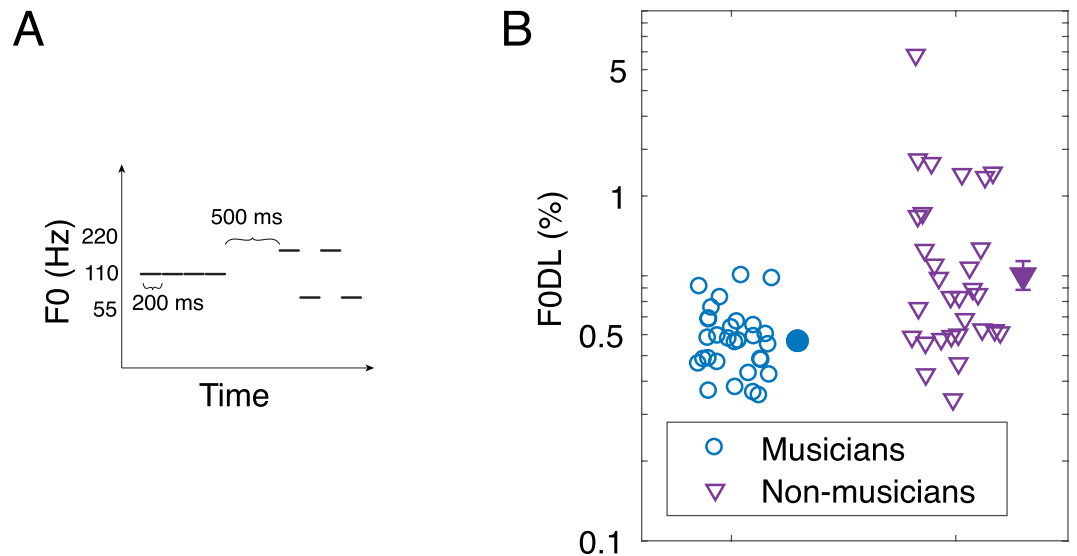 A
F0 (Hz)
220
110
55
500 ms
200 ms
Time
B
F0DL (%)
5
1
0.5
0.1
Musicians
Non-musicians